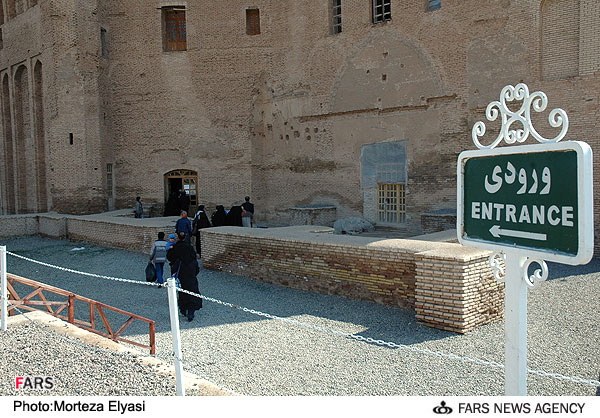 ورودی
ENTRANCE
FARS
Photo:Morteza Elyasi
FARS NEWS AGENCY